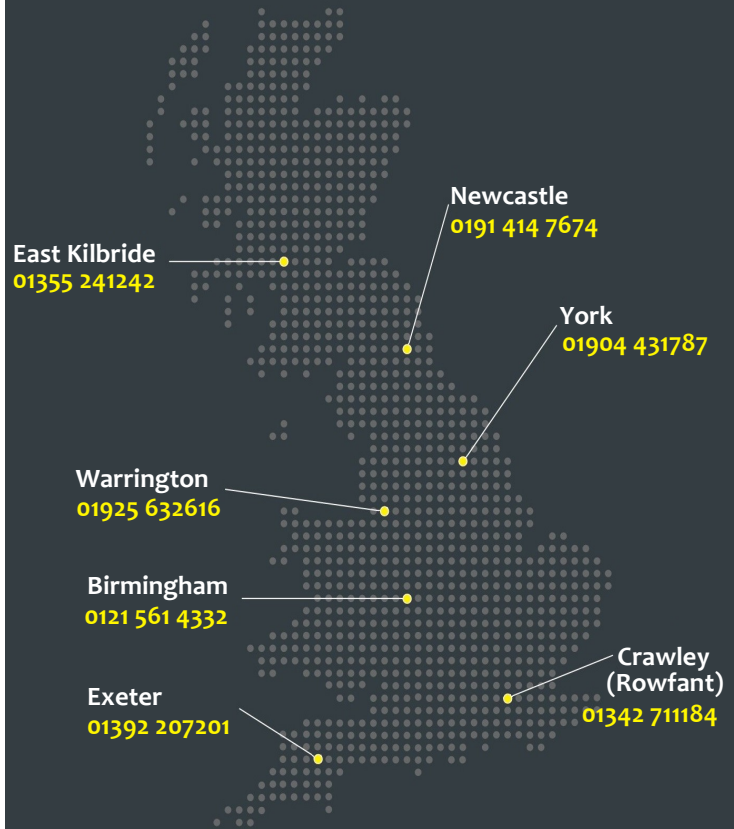 Newcastle
0191 414 7674
East Kilbride
01355 241242
York
01904 431787
Warrington
01925 632616
Birmingham
0121 561 4332
Crawley
(Rowfant)
01342 711184
Exeter
01392 207201